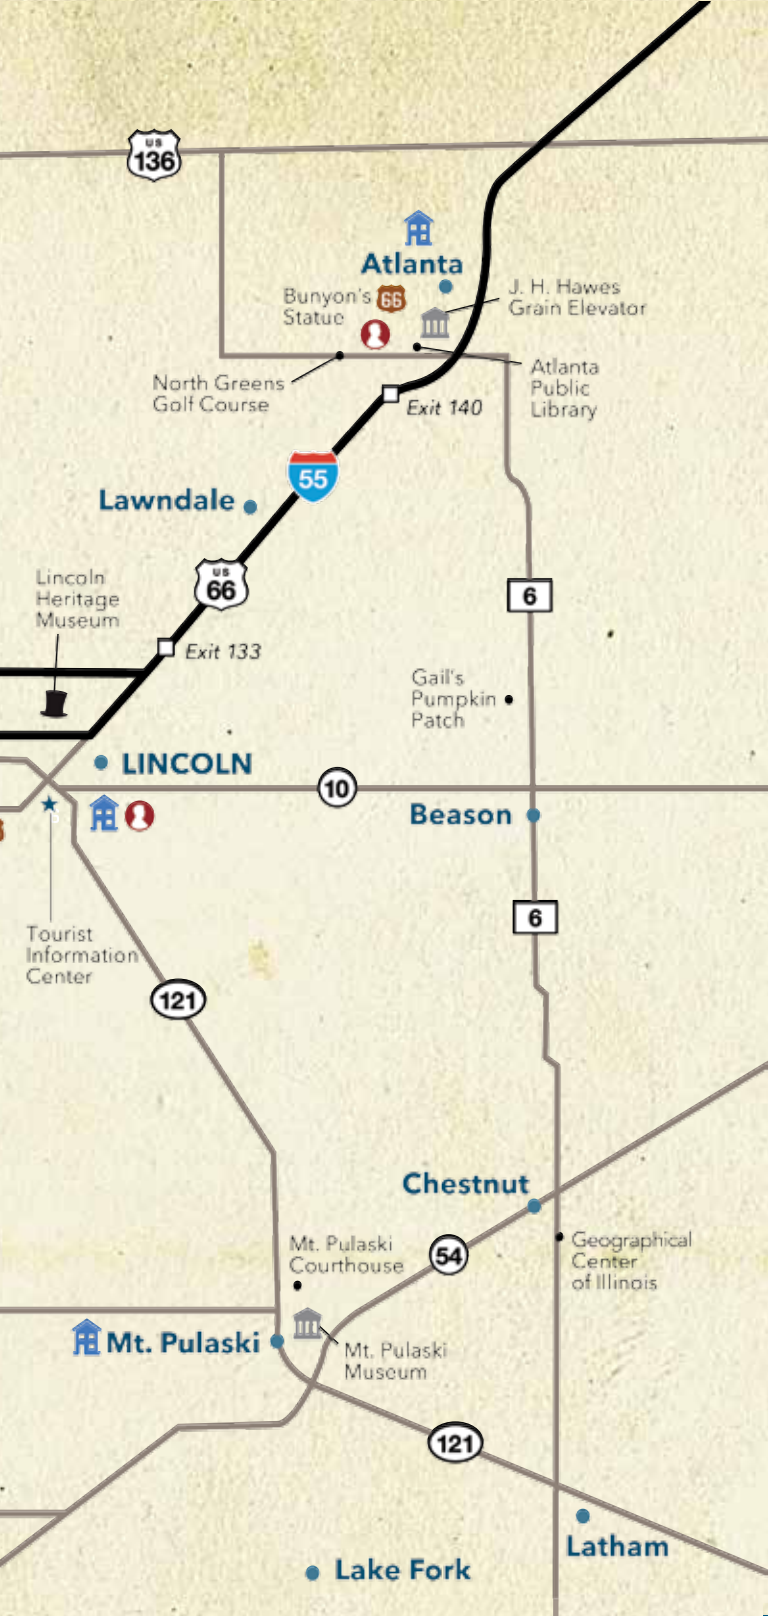 US
136
Atlanta
Bunyon's 66
Statue
J. H. Hawes
Grain Elevator
North Greens
Golf Course
Atlanta
Public
Library
Exit 140
55
Lawndale
US
66
Lincoln
Heritage
Museum
6
Exit 133
Gail's
Pumpkin
Patch
LINCOLN
10
Beason
6
Tourist
Information
Center
121
Chestnut
54
Mt. Pulaski
Courthouse
Geographical
Center
of Illinois
Mt. Pulaski
Mt. Pulaski
Museum
121
Latham
Lake Fork